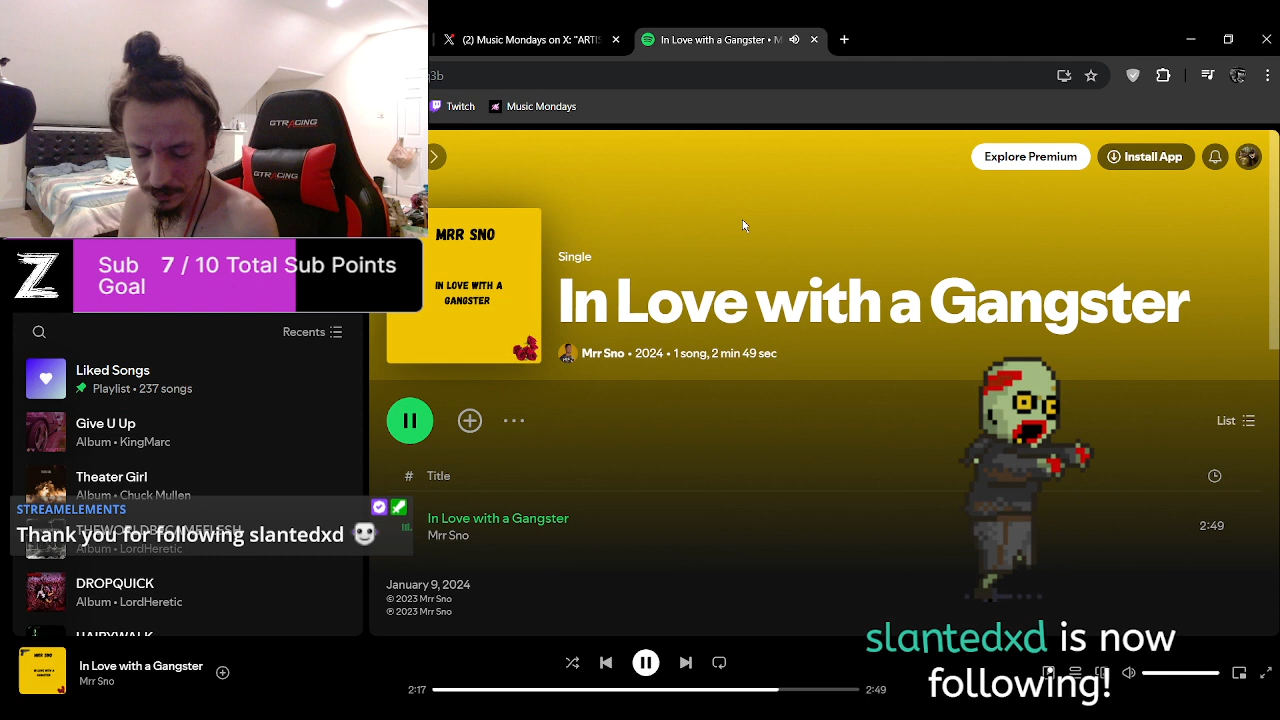 (2) Music Mondays on X: "ARTIS
In Love with a Gangster • M
3b
Twitch
Music Mondays
GTRACING
GTRACING
Explore Premium
Install App
MRR SNO
IN LOVE WITH A
GANGSTER
Single
In Love with a Gangster
Mrr Sno • 2024 • 1 song, 2 min 49 sec
Sub Goal
7 / 10 Total Sub Points
Recents
Liked Songs
Playlist • 237 songs
Give U Up
Album • KingMarc
Theater Girl
Album • Chuck Mullen
STREAMELEMENTS
Thank you for following slantedxd
THEWORLDBECAMEFLESH
Album • LordHeretic
DROPQUICK
Album • LordHeretic
HAIRYWALK
List
# Title
In Love with a Gangster
Mrr Sno
2:49
January 9, 2024
© 2023 Mrr Sno
℗ 2023 Mrr Sno
slantedxd is now
following!
In Love with a Gangster
Mrr Sno
2:17
2:49